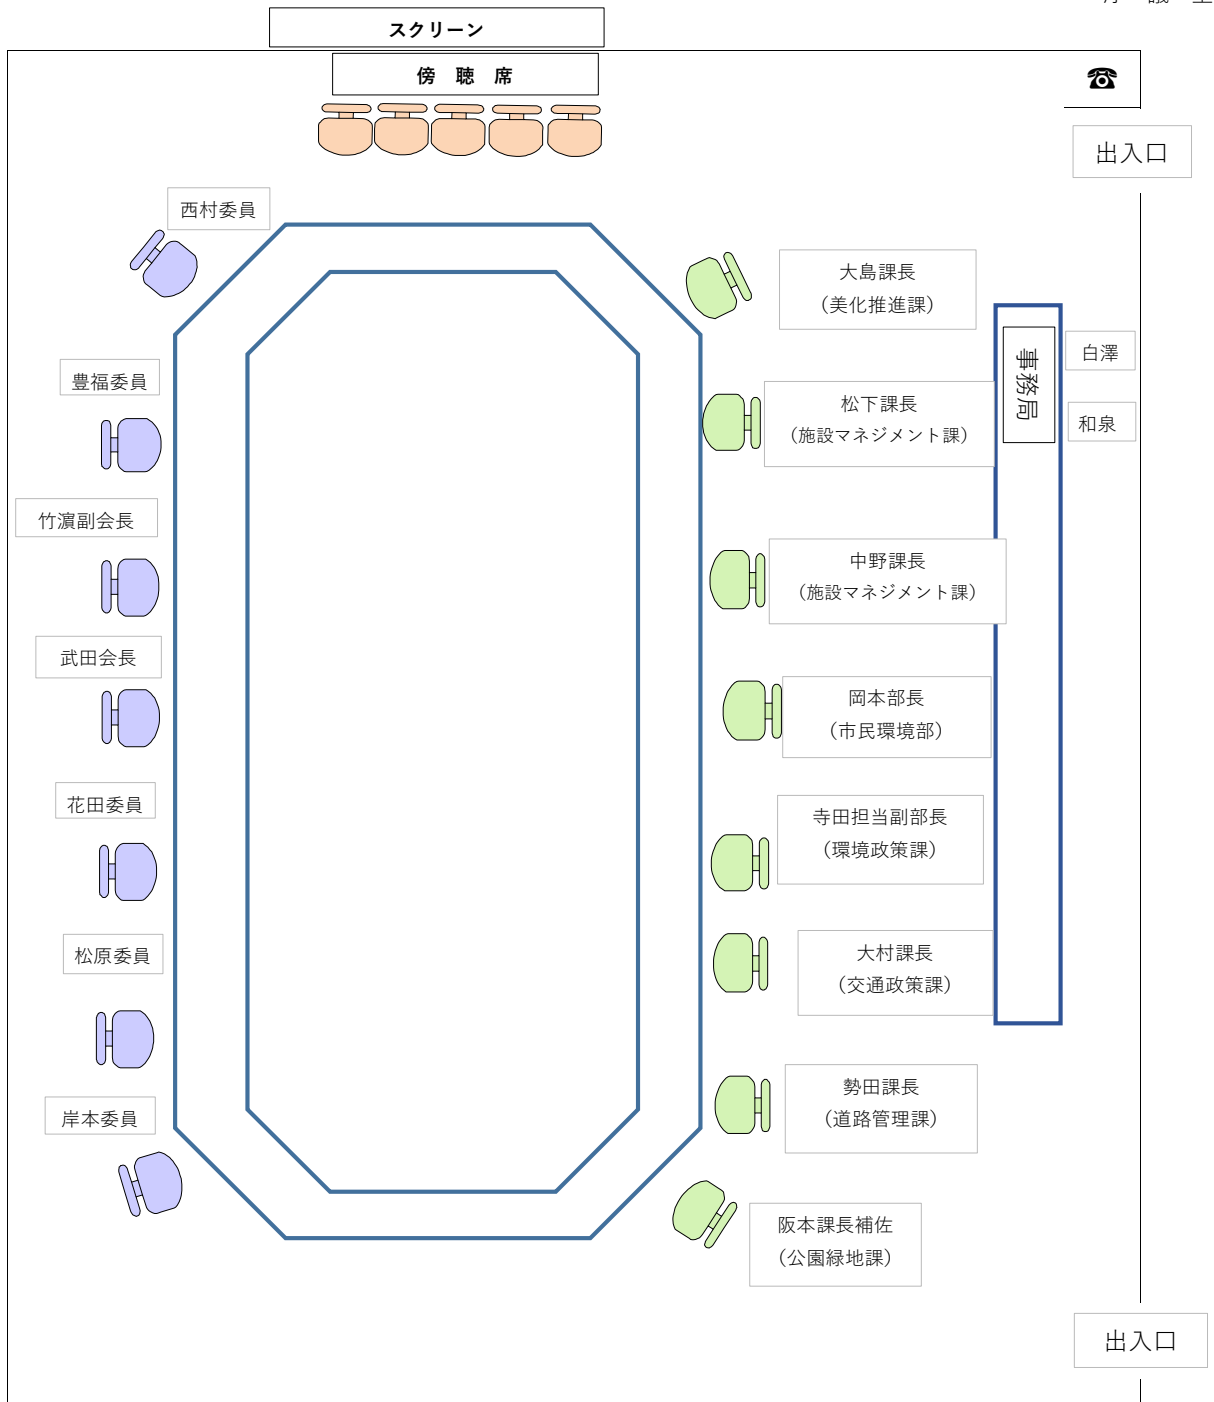 スクリーン
傍 聴 席
☎
出入口
西村委員
大島課長
（美化推進課）
事務局
白澤
和泉
豊福委員
松下課長
（施設マネジメント課）
竹濵副会長
中野課長
（施設マネジメント課）
武田会長
岡本部長
（市民環境部）
花田委員
寺田担当副部長
（環境政策課）
松原委員
大村課長
（交通政策課）
岸本委員
勢田課長
（道路管理課）
阪本課長補佐
（公園緑地課）
出入口